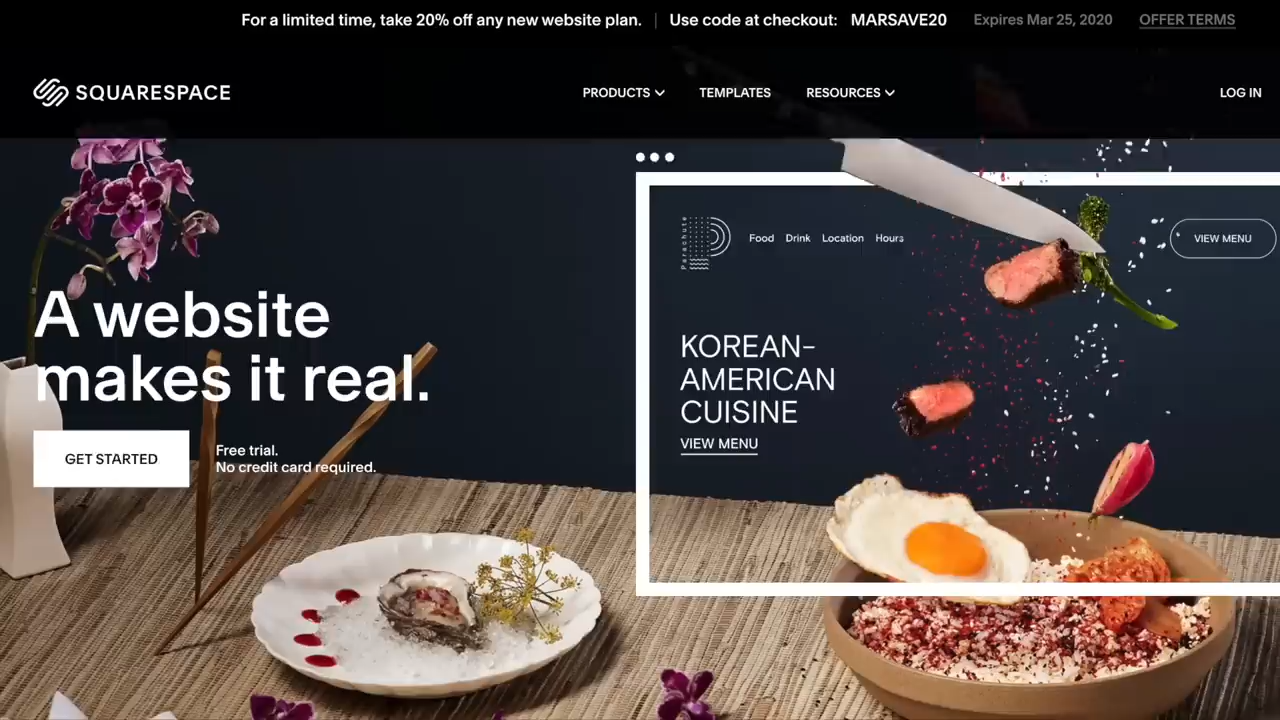 For a limited time, take 20% off any new website plan. | Use code at checkout: MARSAVE20 Expires Mar 25, 2020 OFFER TERMS
SQUARESPACE PRODUCTS TEMPLATES RESOURCES LOG IN
A website
makes it real.
GET STARTED
Free trial.
No credit card required.
Parachute
Food Drink Location Hours
VIEW MENU
KOREAN-
AMERICAN
CUISINE
VIEW MENU